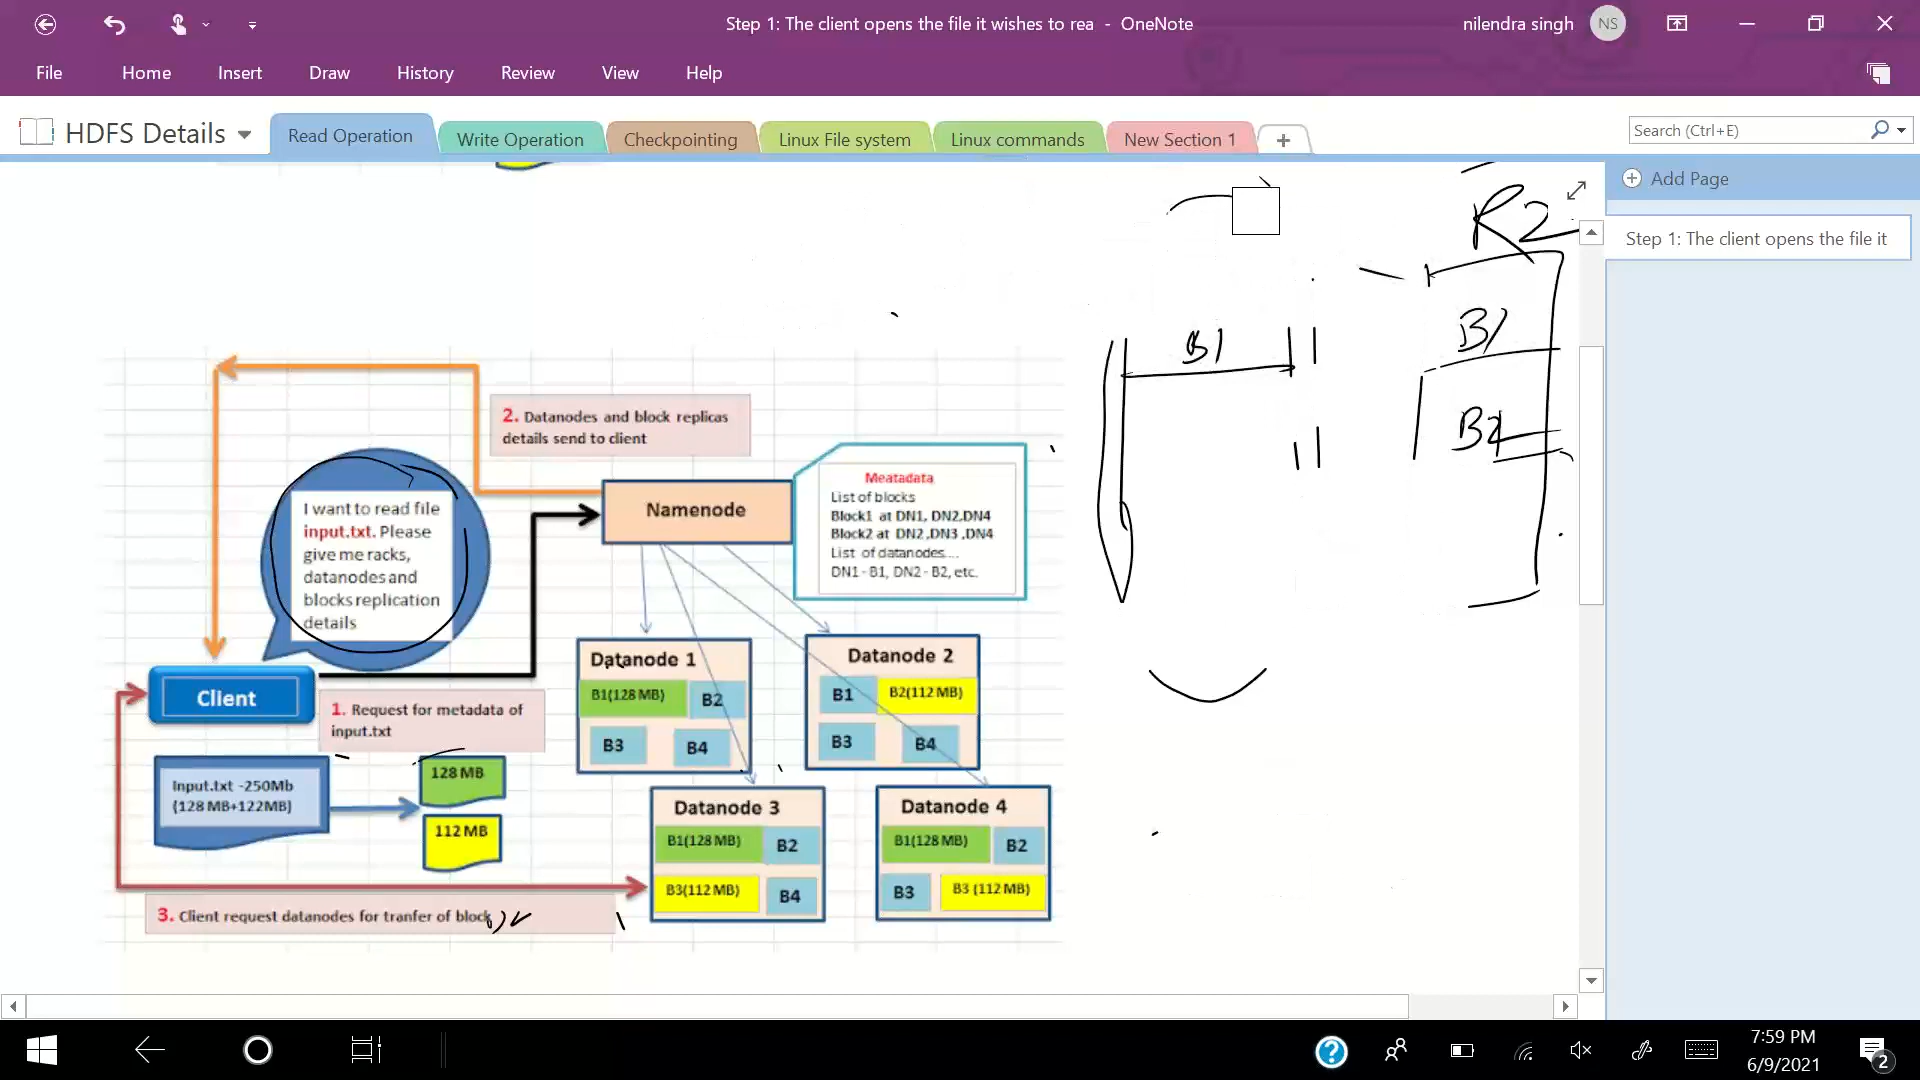 Step 1: The client opens the file it wishes to rea - OneNote
nilendra singh
NS
File
Home
Insert
Draw
History
Review
View
Help
HDFS Details
Read Operation
Write Operation
Checkpointing
Linux File system
Linux commands
New Section 1
+
Search (Ctrl+E)
Add Page
Step 1: The client opens the file it
R2
B1
B1
B2
2. Datanodes and block replicas
details send to client
I want to read file
input.txt. Please
give me racks,
datanodes and
blocks replication
details
Namenode
Meatadata
List of blocks
Block1 at DN1, DN2,DN4
Block2 at DN2 ,DN3 ,DN4
List of datanodes....
DN1 - B1, DN2 - B2, etc.
Client
1. Request for metadata of
input.txt
Datanode 1
B1(128 MB)
B2
B3
B4
Datanode 2
B1
B2(112 MB)
B3
B4
Input.txt -250Mb
(128 MB+122MB)
128 MB
112 MB
Datanode 3
B1(128 MB)
B2
B3(112 MB)
B4
Datanode 4
B1(128 MB)
B2
B3
B3 (112 MB)
3. Client request datanodes for tranfer of block
7:59 PM
6/9/2021
2